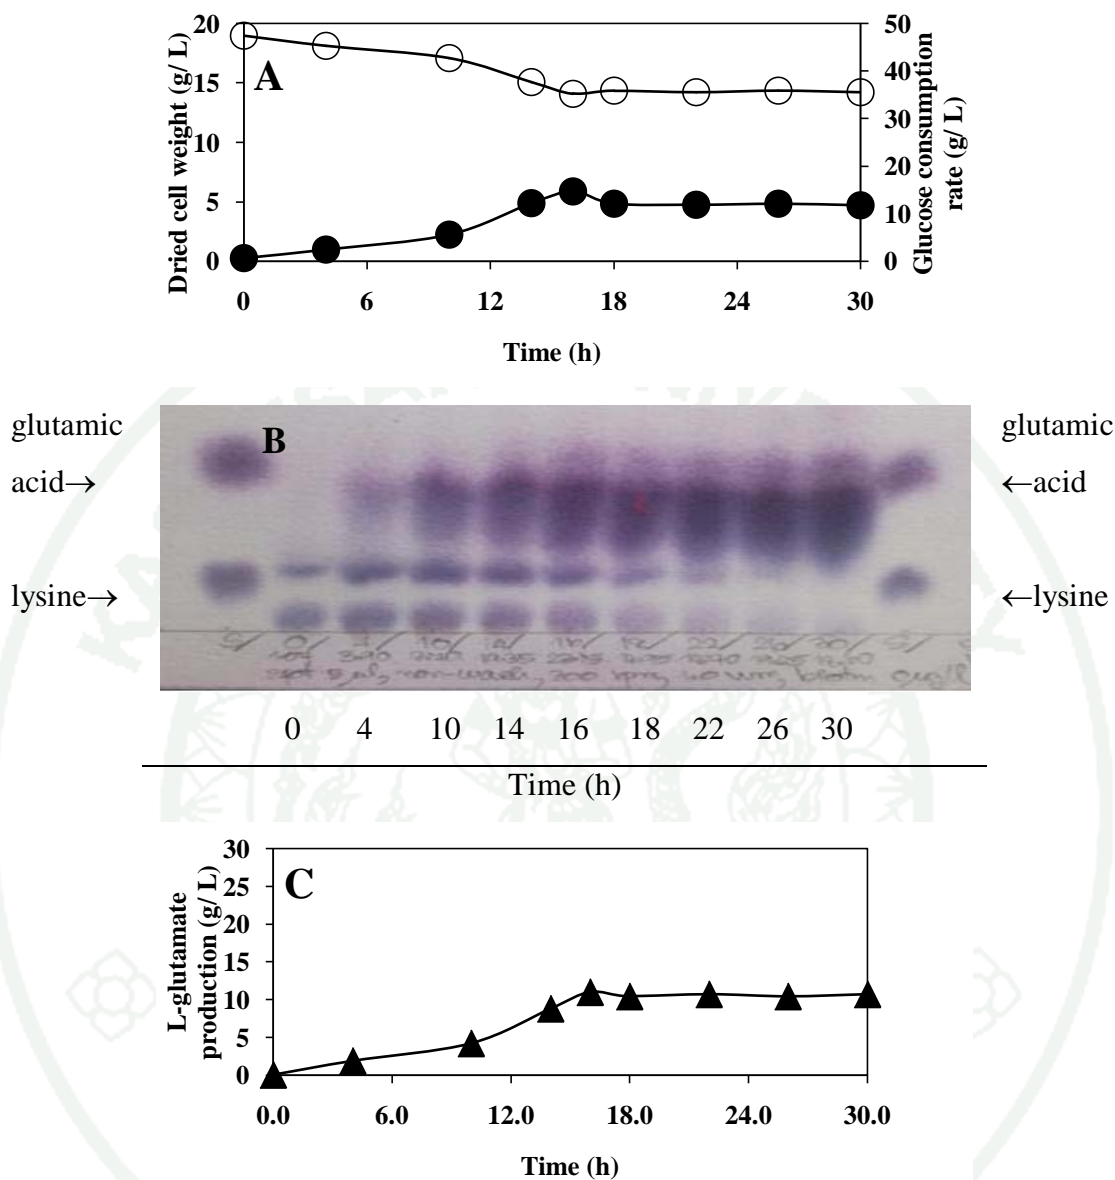 A
Dried cell weight (g/ L)
20
15
10
5
0
Glucose consumption
rate (g/ L)
50
40
30
20
10
0
0 6 12 18 24 30
Time (h)
glutamic
acid→
lysine→
B
glutamic
←acid
←lysine
0 4 10 14 16 18 22 26 30
Time (h)
C
L-glutamate
production (g/ L)
30
25
20
15
10
5
0
0.0 6.0 12.0 18.0 24.0 30.0
Time (h)